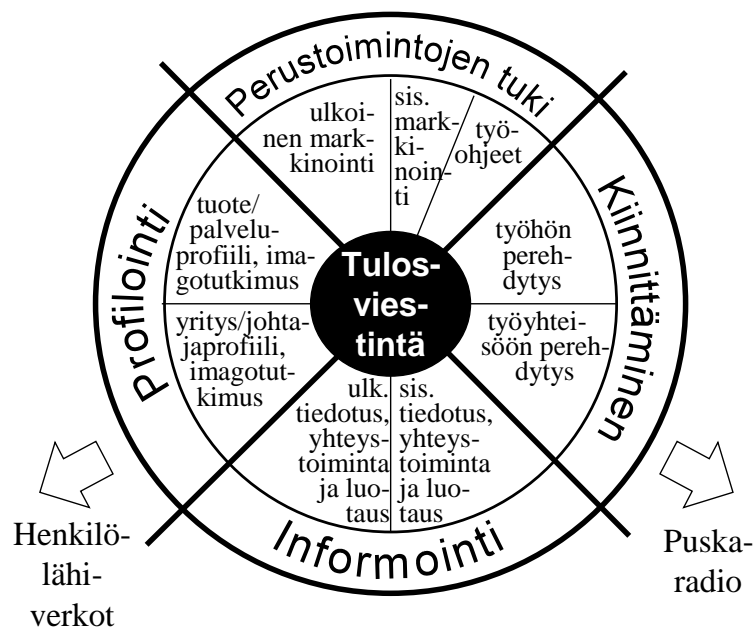 Perustoimintojen tuki
ulkoi-
nen mark-
kinointi
sis.
mark-
ki-
noin-
ti
työ-
ohjeet
Profilointi
tuote/
palvelu-
profiili, ima-
gotutkimus
yritys/johta-
japrofiili,
imagotut-
kimus
Tulos-
vies-
tintä
Kiinnittäminen
työhön
pereh-
dytys
työyhtei-
söön pereh-
dytys
ulk.
tiedotus,
yhteys-
toiminta
ja luo-
taus
sis.
tiedotus,
yhteys-
toiminta
ja luo-
taus
Informointi
Henkilö-
lähi-
verkot
Puska-
radio